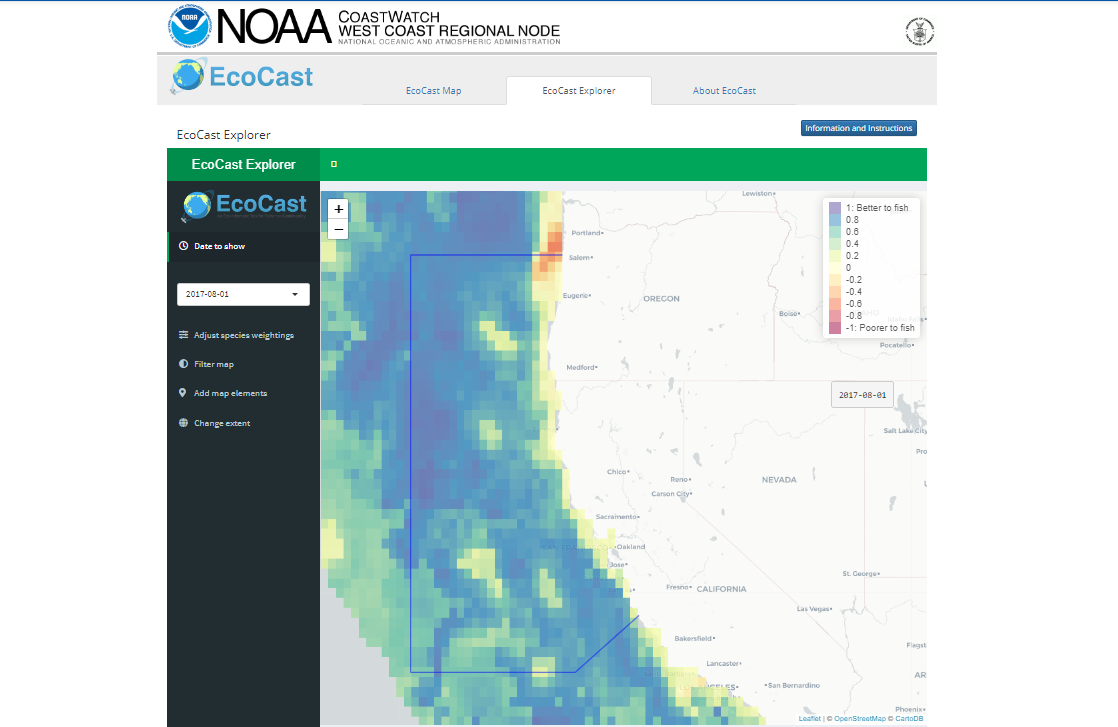 NOAA
NOAA
COASTWATCH
WEST COAST REGIONAL NODE
NATIONAL OCEANIC AND ATMOSPHERIC ADMINISTRATION
EcoCast
EcoCast Map
EcoCast Explorer
About EcoCast
EcoCast Explorer
Information and Instructions
EcoCast Explorer
EcoCast
Date to show
2017-08-01
Adjust species weightings
Filter map
Add map elements
Change extent
+
−
Lewiston
Portland
Salem
Eugene
OREGON
Boise
Medford
Pocatello
1: Better to fish
0.8
0.6
0.4
0.2
0
-0.2
-0.4
-0.6
-0.8
-1: Poorer to fish
2017-08-01
Salt Lake City
Pro
Chico
Reno
NEVADA
Carson City
Sacramento
Oakland
Jose
St. George
Fresno
CALIFORNIA
Las Vegas
Bakersfield
Flagst
Lancaster
AR
San Bernardino
Phoenix
Leaflet | © OpenStreetMap © CartoDB